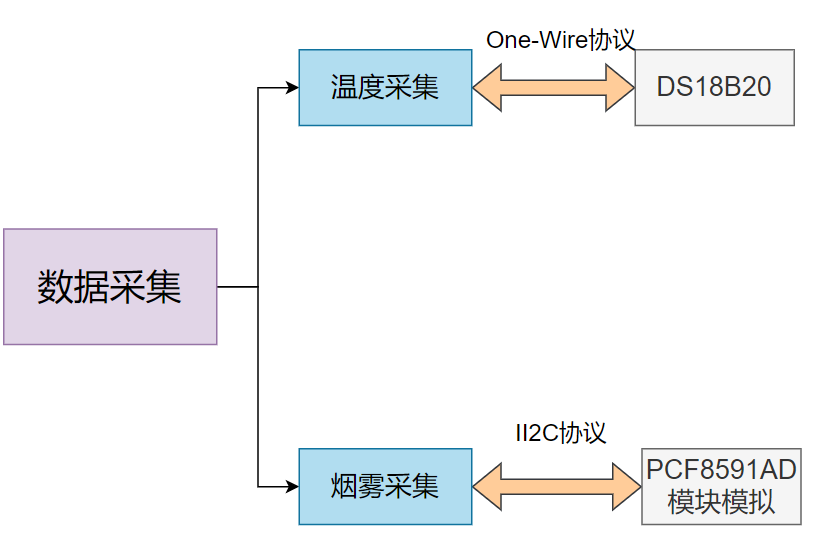 One-Wire协议
温度采集
DS18B20
数据采集
II2C协议
烟雾采集
PCF8591AD
模块模拟